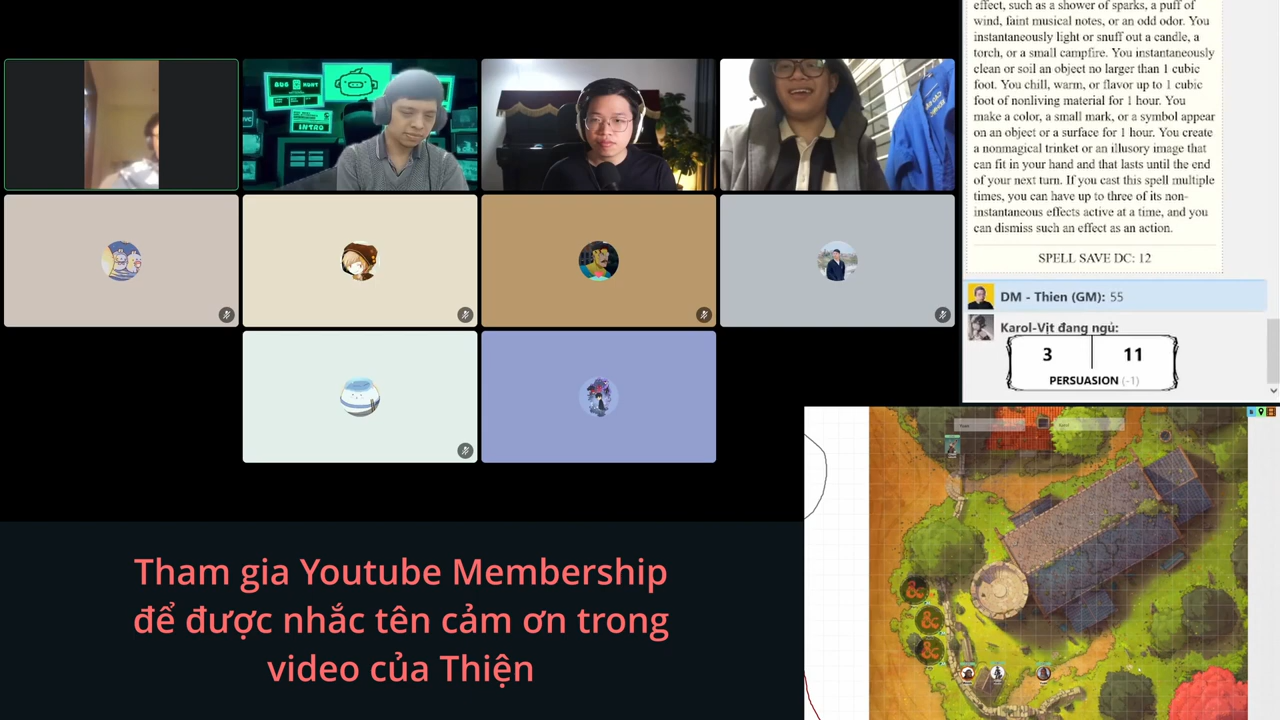 effect, such as a shower of sparks, a puff of
wind, faint musical notes, or an odd odor. You
instantaneously light or snuff out a candle, a
torch, or a small campfire. You instantaneously
clean or soil an object no larger than 1 cubic
foot. You chill, warm, or flavor up to 1 cubic
foot of nonliving material for 1 hour. You
make a color, a small mark, or a symbol appear
on an object or a surface for 1 hour. You create
a nonmagical trinket or an illusory image that
can fit in your hand and that lasts until the end
of your next turn. If you cast this spell multiple
times, you can have up to three of its non-
instantaneous effects active at a time, and you
can dismiss such an effect as an action.
SPELL SAVE DC: 12
DM - Thien (GM): 55
Karol-Vịt đang ngủ:
3 11
PERSUASION (-1)
BUG HUNT
INTRO
Tham gia Youtube Membership
để được nhắc tên cảm ơn trong
video của Thiện